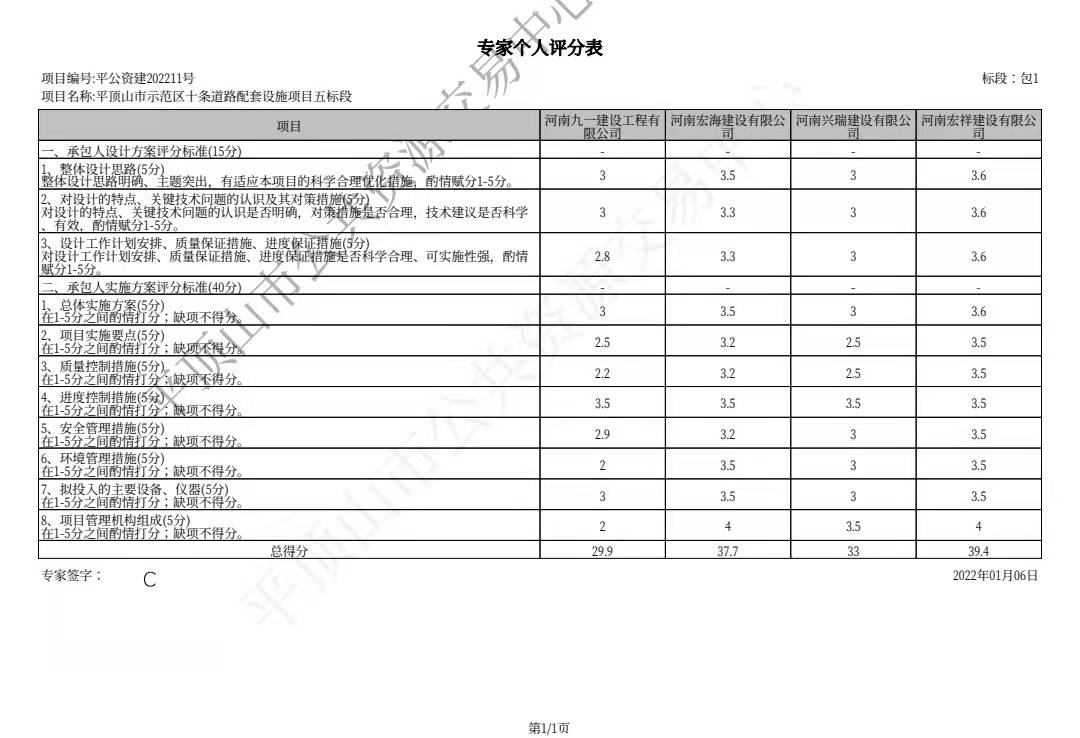 专家个人评分表
项目编号:平公资建202211号
标段：包1
项目名称:平顶山市示范区十条道路配套设施项目五标段
项目
河南九一建设工程有
限公司
河南宏海建设有限公
司
河南兴瑞建设有限公
司
河南宏祥建设有限公
司
一、承包人设计方案评分标准(15分)
-
-
-
-
1、整体设计思路(5分)
整体设计思路明确、主题突出，有适应本项目的科学合理优化措施，酌情赋分1-5分。
3
3.5
3
3.6
2、对设计的特点、关键技术问题的认识及其对策措施(5分)
对设计的特点、关键技术问题的认识是否明确，对策措施是否合理，技术建议是否科学
、有效，酌情赋分1-5分。
3
3.3
3
3.6
3、设计工作计划安排、质量保证措施、进度保证措施(5分)
对设计工作计划安排、质量保证措施、进度保证措施是否科学合理、可实施性强，酌情
赋分1-5分。
2.8
3.3
3
3.6
二、承包人实施方案评分标准(40分)
-
-
-
-
1、总体实施方案(5分)
在1-5分之间酌情打分；缺项不得分。
3
3.5
3
3.6
2、项目实施要点(5分)
在1-5分之间酌情打分；缺项不得分。
2.5
3.2
2.5
3.5
3、质量控制措施(5分)
在1-5分之间酌情打分；缺项不得分。
2.2
3.2
2.5
3.5
4、进度控制措施(5分)
在1-5分之间酌情打分；缺项不得分。
3.5
3.5
3.5
3.5
5、安全管理措施(5分)
在1-5分之间酌情打分；缺项不得分。
2.9
3.2
3
3.5
6、环境管理措施(5分)
在1-5分之间酌情打分；缺项不得分。
2
3.5
3
3.5
7、拟投入的主要设备、仪器(5分)
在1-5分之间酌情打分；缺项不得分。
3
3.5
3
3.5
8、项目管理机构组成(5分)
在1-5分之间酌情打分；缺项不得分。
2
4
3.5
4
总得分
29.9
37.7
33
39.4
专家签字：
C
2022年01月06日
第1/1页
平顶山市公共资源交易中心
平顶山市公共资源交易中心